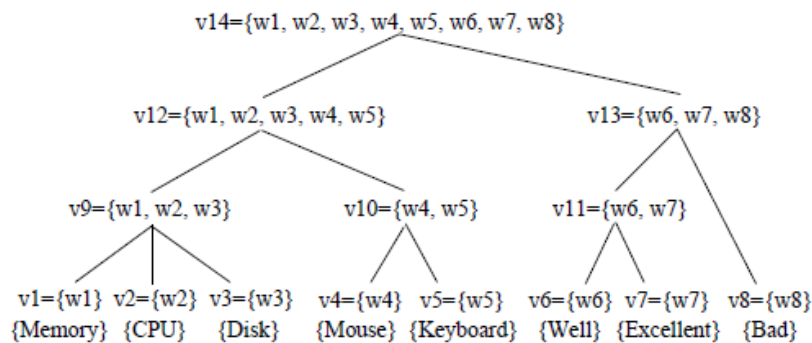 v14={w1, w2, w3, w4, w5, w6, w7, w8}
v12={w1, w2, w3, w4, w5} v13={w6, w7, w8}
v9={w1, w2, w3} v10={w4, w5} v11={w6, w7}
v1={w1} v2={w2} v3={w3} v4={w4} v5={w5} v6={w6} v7={w7} v8={w8}
{Memory} {CPU} {Disk} {Mouse} {Keyboard} {Well} {Excellent} {Bad}